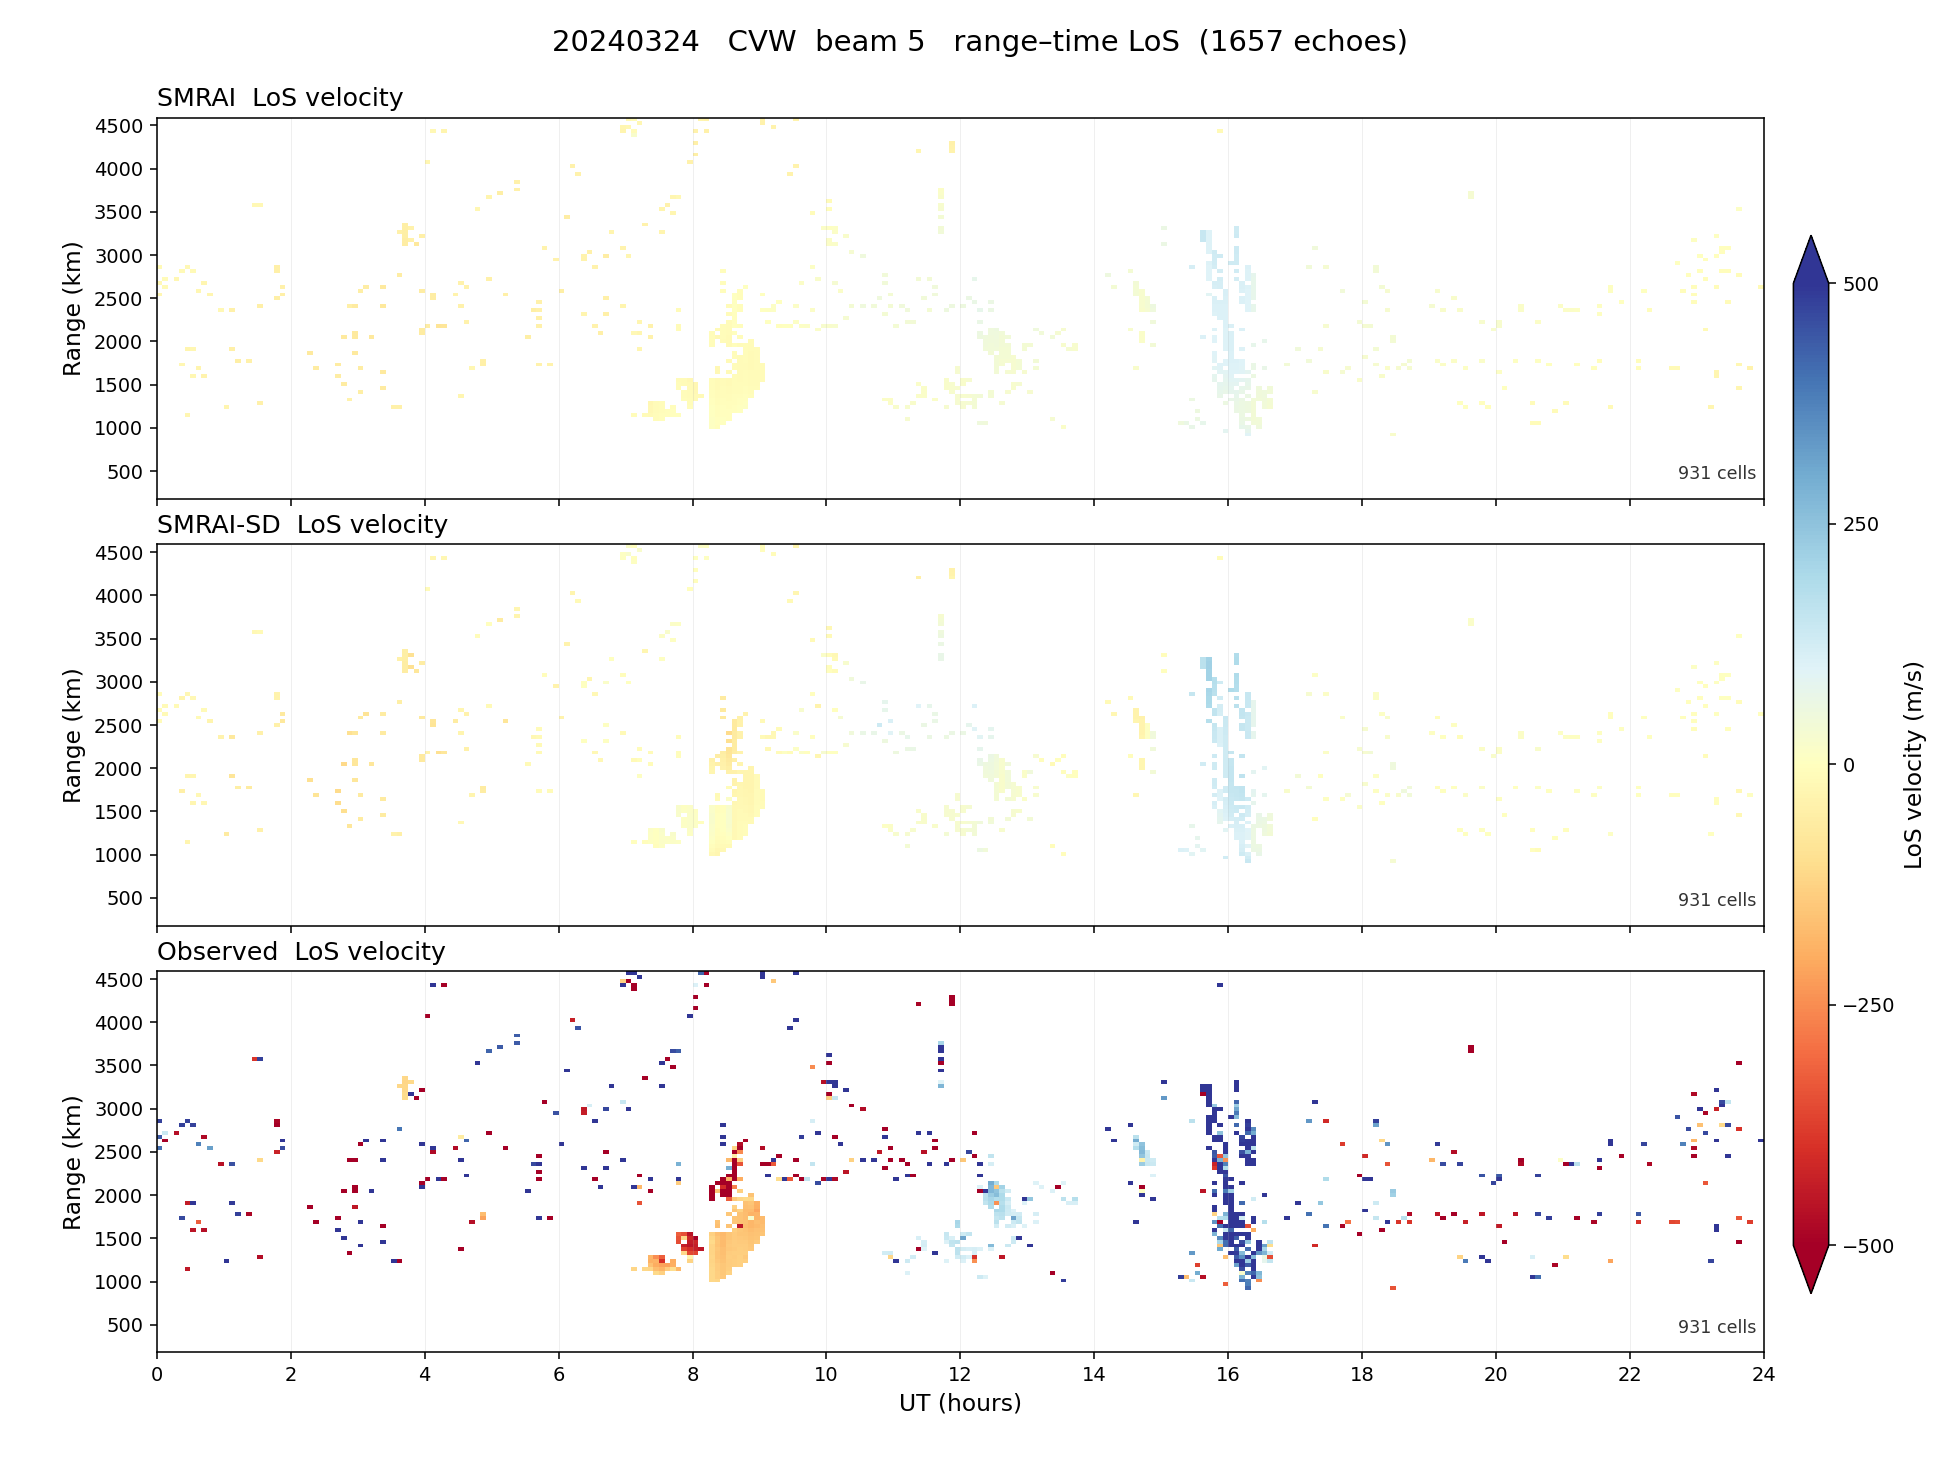 20240324 CVW beam 5 range–time LoS (1657 echoes)
SMRAI LoS velocity
4500
4000
3500
3000
2500
2000
1500
1000
500
Range (km)
931 cells
SMRAI-SD LoS velocity
4500
4000
3500
3000
2500
2000
1500
1000
500
Range (km)
931 cells
Observed LoS velocity
4500
4000
3500
3000
2500
2000
1500
1000
500
Range (km)
931 cells
0 2 4 6 8 10 12 14 16 18 20 22 24
UT (hours)
500
250
0
−250
−500
LoS velocity (m/s)